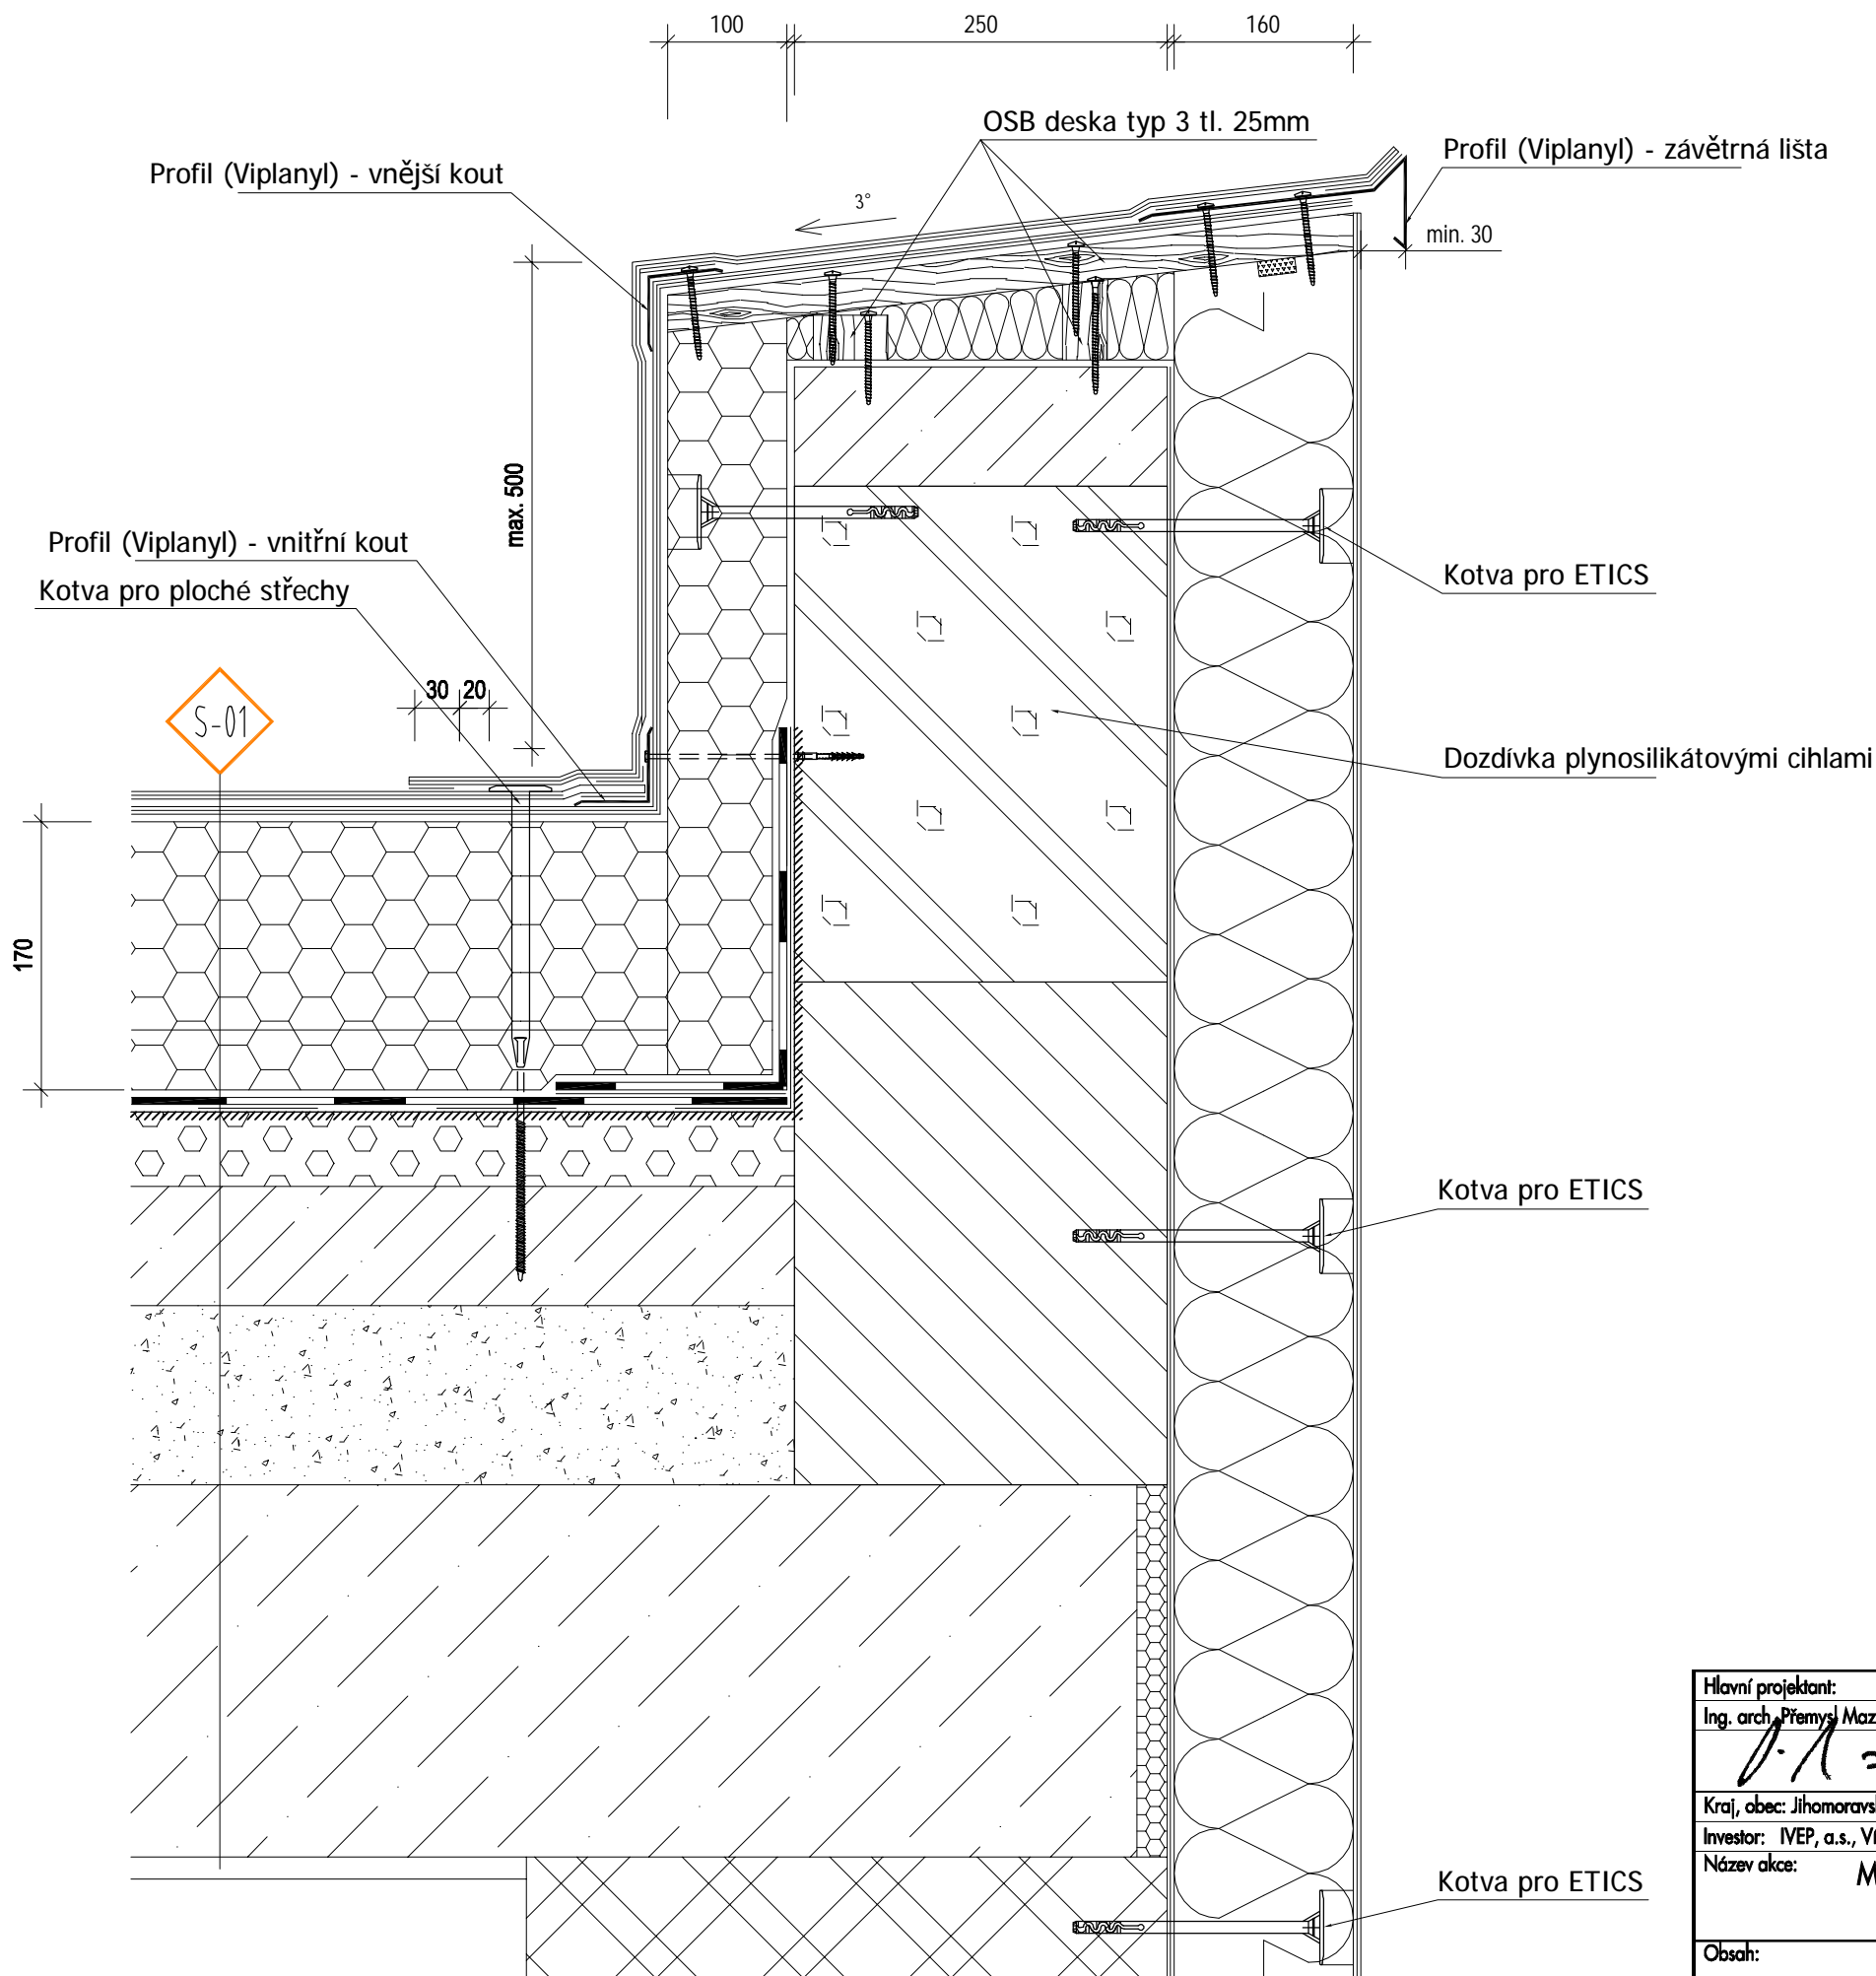 100
250
160
OSB deska typ 3 tl. 25mm
Profil (Viplanyl) - závětrná lišta
Profil (Viplanyl) - vnější kout
3°
min. 30
max. 500
Profil (Viplanyl) - vnitřní kout
Kotva pro ploché střechy
Kotva pro ETICS
30
20
S-01
Dozdívka plynosilikátovými cihlami
170
Kotva pro ETICS
Kotva pro ETICS
Hlavní projektant:
Ing. arch. Přemysl Maz
Kraj, obec: Jihomoravs
Investor: IVEP, a.s., V
Název akce: M
Obsah: